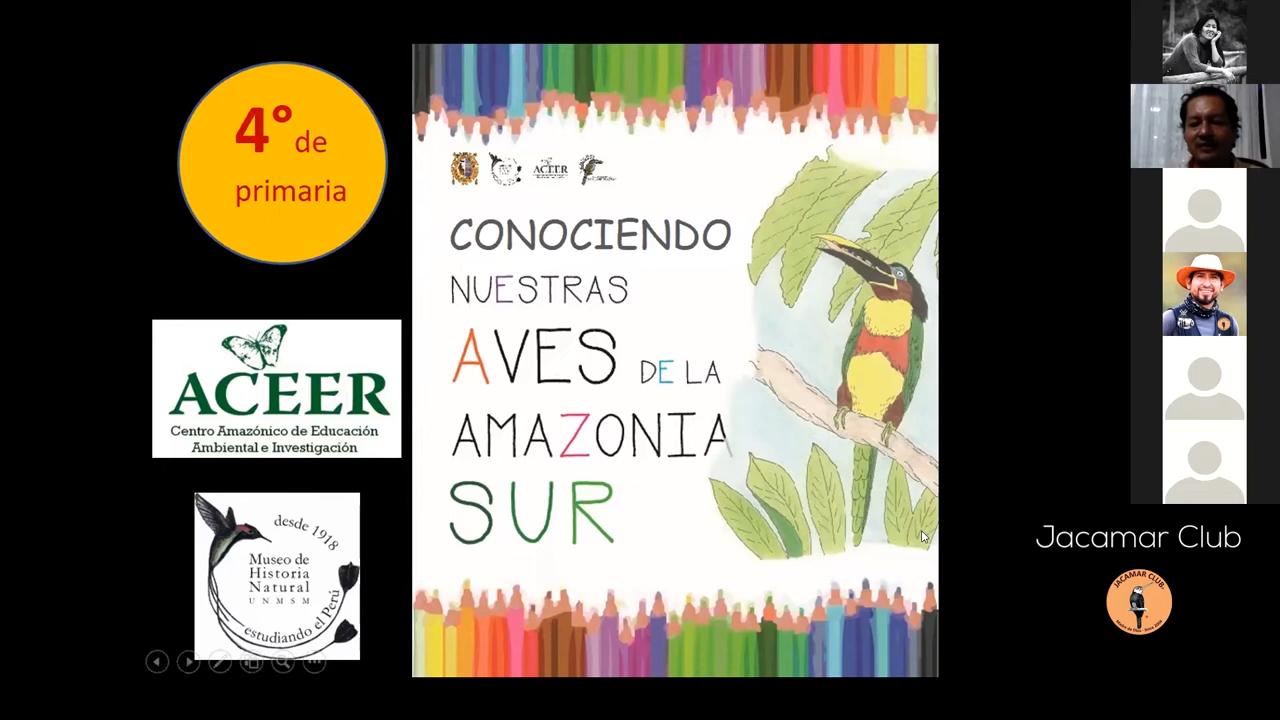 4° de
primaria
ACEER
Centro Amazónico de Educación
Ambiental e Investigación
desde 1918
Museo de
Historia
Natural
UNMSM
estudiando el Perú
ACEER
CONOCIENDO
NUESTRAS
AVES DE LA
AMAZONIA
SUR
Jacamar Club
JACAMAR CLUB